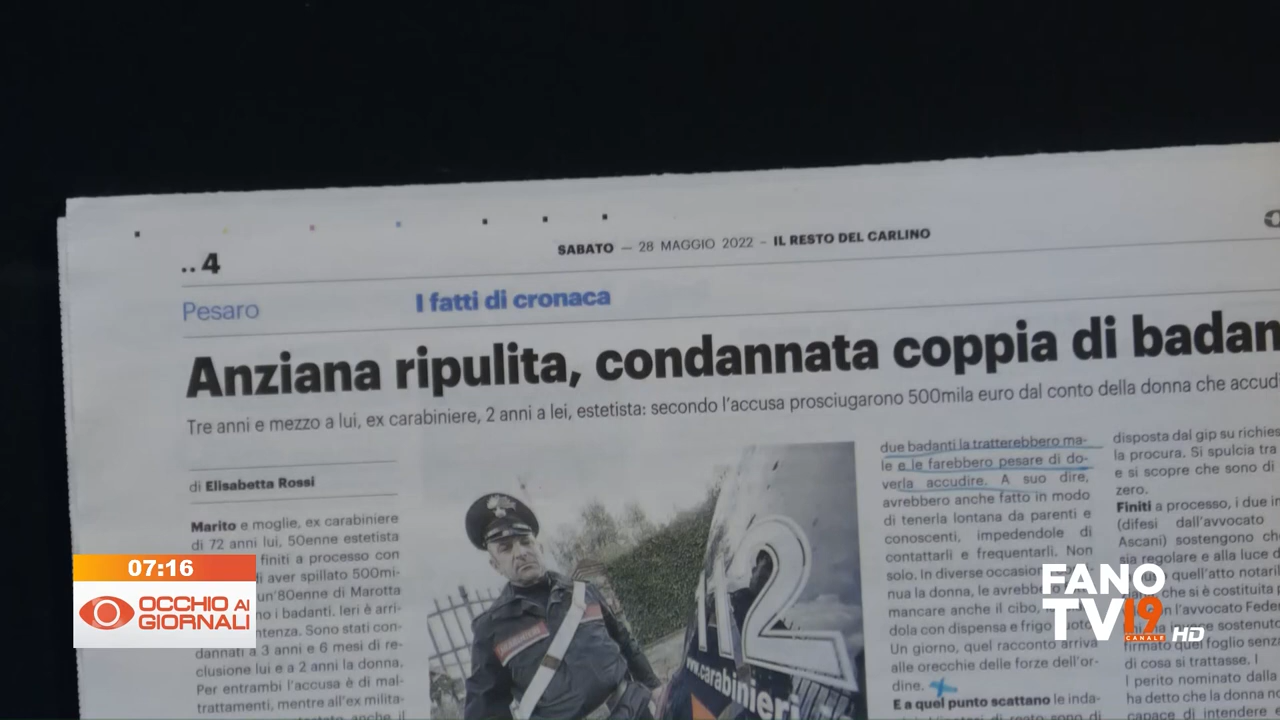 ..4
SABATO — 28 MAGGIO 2022 – IL RESTO DEL CARLINO
Pesaro
I fatti di cronaca
Anziana ripulita, condannata coppia di badan
Tre anni e mezzo a lui, ex carabiniere, 2 anni a lei, estetista: secondo l'accusa prosciugarono 500mila euro dal conto della donna che accudi
di Elisabetta Rossi
Marito e moglie, ex carabiniere
di 72 anni lui, 50enne estetista
finiti a processo con
aver spillato 500mi-
un'80enne di Marotta
no i badanti. Ieri è arri-
ntenza. Sono stati con-
dannati a 3 anni e 6 mesi di re-
clusione lui e a 2 anni la donna.
Per entrambi l'accusa è di mal-
trattamenti, mentre all'ex milita-
anche il
112
www.carabinieri
CARABINIERI
due badanti la tratterebbero ma-
le e le farebbero pesare di do-
verla accudire. A suo dire,
avrebbero anche fatto in modo
di tenerla lontana da parenti e
conoscenti, impedendole di
contattarli e frequentarli. Non
solo. In diverse occasio
nua la donna, le avrebbe
mancare anche il cibo,
dola con dispensa e frigo
Un giorno, quel racconto arriva
alle orecchie delle forze dell'or-
dine.
E a quel punto scattano le inda-
disposta dal gip su richies
la procura. Si spulcia tra
e si scopre che sono di
zero.
Finiti a processo, i due in
(difesi dall'avvocato
Ascani) sostengono ch
sia regolare e alla luce d
quell'atto notaril
che si è costituita
n l'avvocato Fede
sostenuto
firmato quel foglio senz
di cosa si trattasse. I
l perito nominato dalla
ha detto che la donna no
capace di intendere e
07:16
OCCHIO AI
GIORNALI
FANO
TV19
CANALE
HD